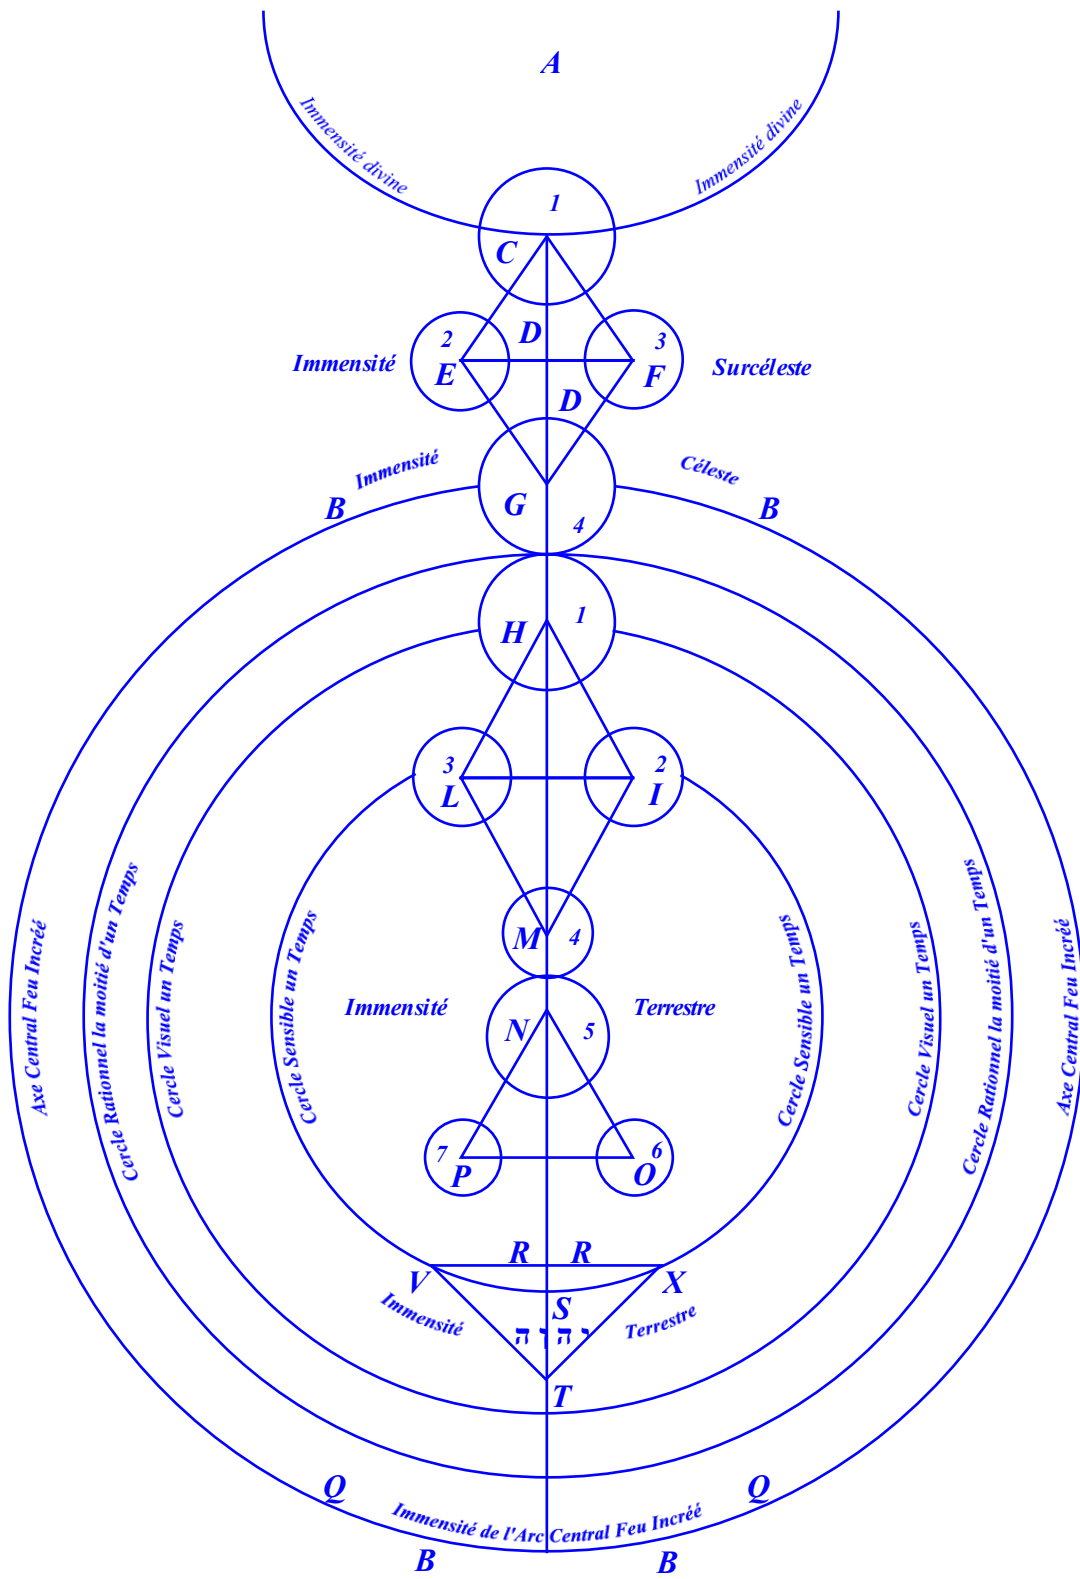 A
Immensité divine
Immensité divine
1
C
2
D
3
Immensité
E
F
Surcéleste
D
Immensité
Céleste
B
G
B
4
1
H
3
2
L
I
M
4
Axe Central Feu Incréé
Cercle Rationnel la moitié d'un Temps
Cercle Visuel un Temps
Cercle Sensible un Temps
Immensité
Terrestre
Cercle Sensible un Temps
Cercle Visuel un Temps
Cercle Rationnel la moitié d'un Temps
Axe Central Feu Incréé
N
5
7
6
P
O
R
R
V
X
S
Immensité
Terrestre
יהוה
T
Q
Q
Immensité de l'Arc Central Feu Incréé
B
B